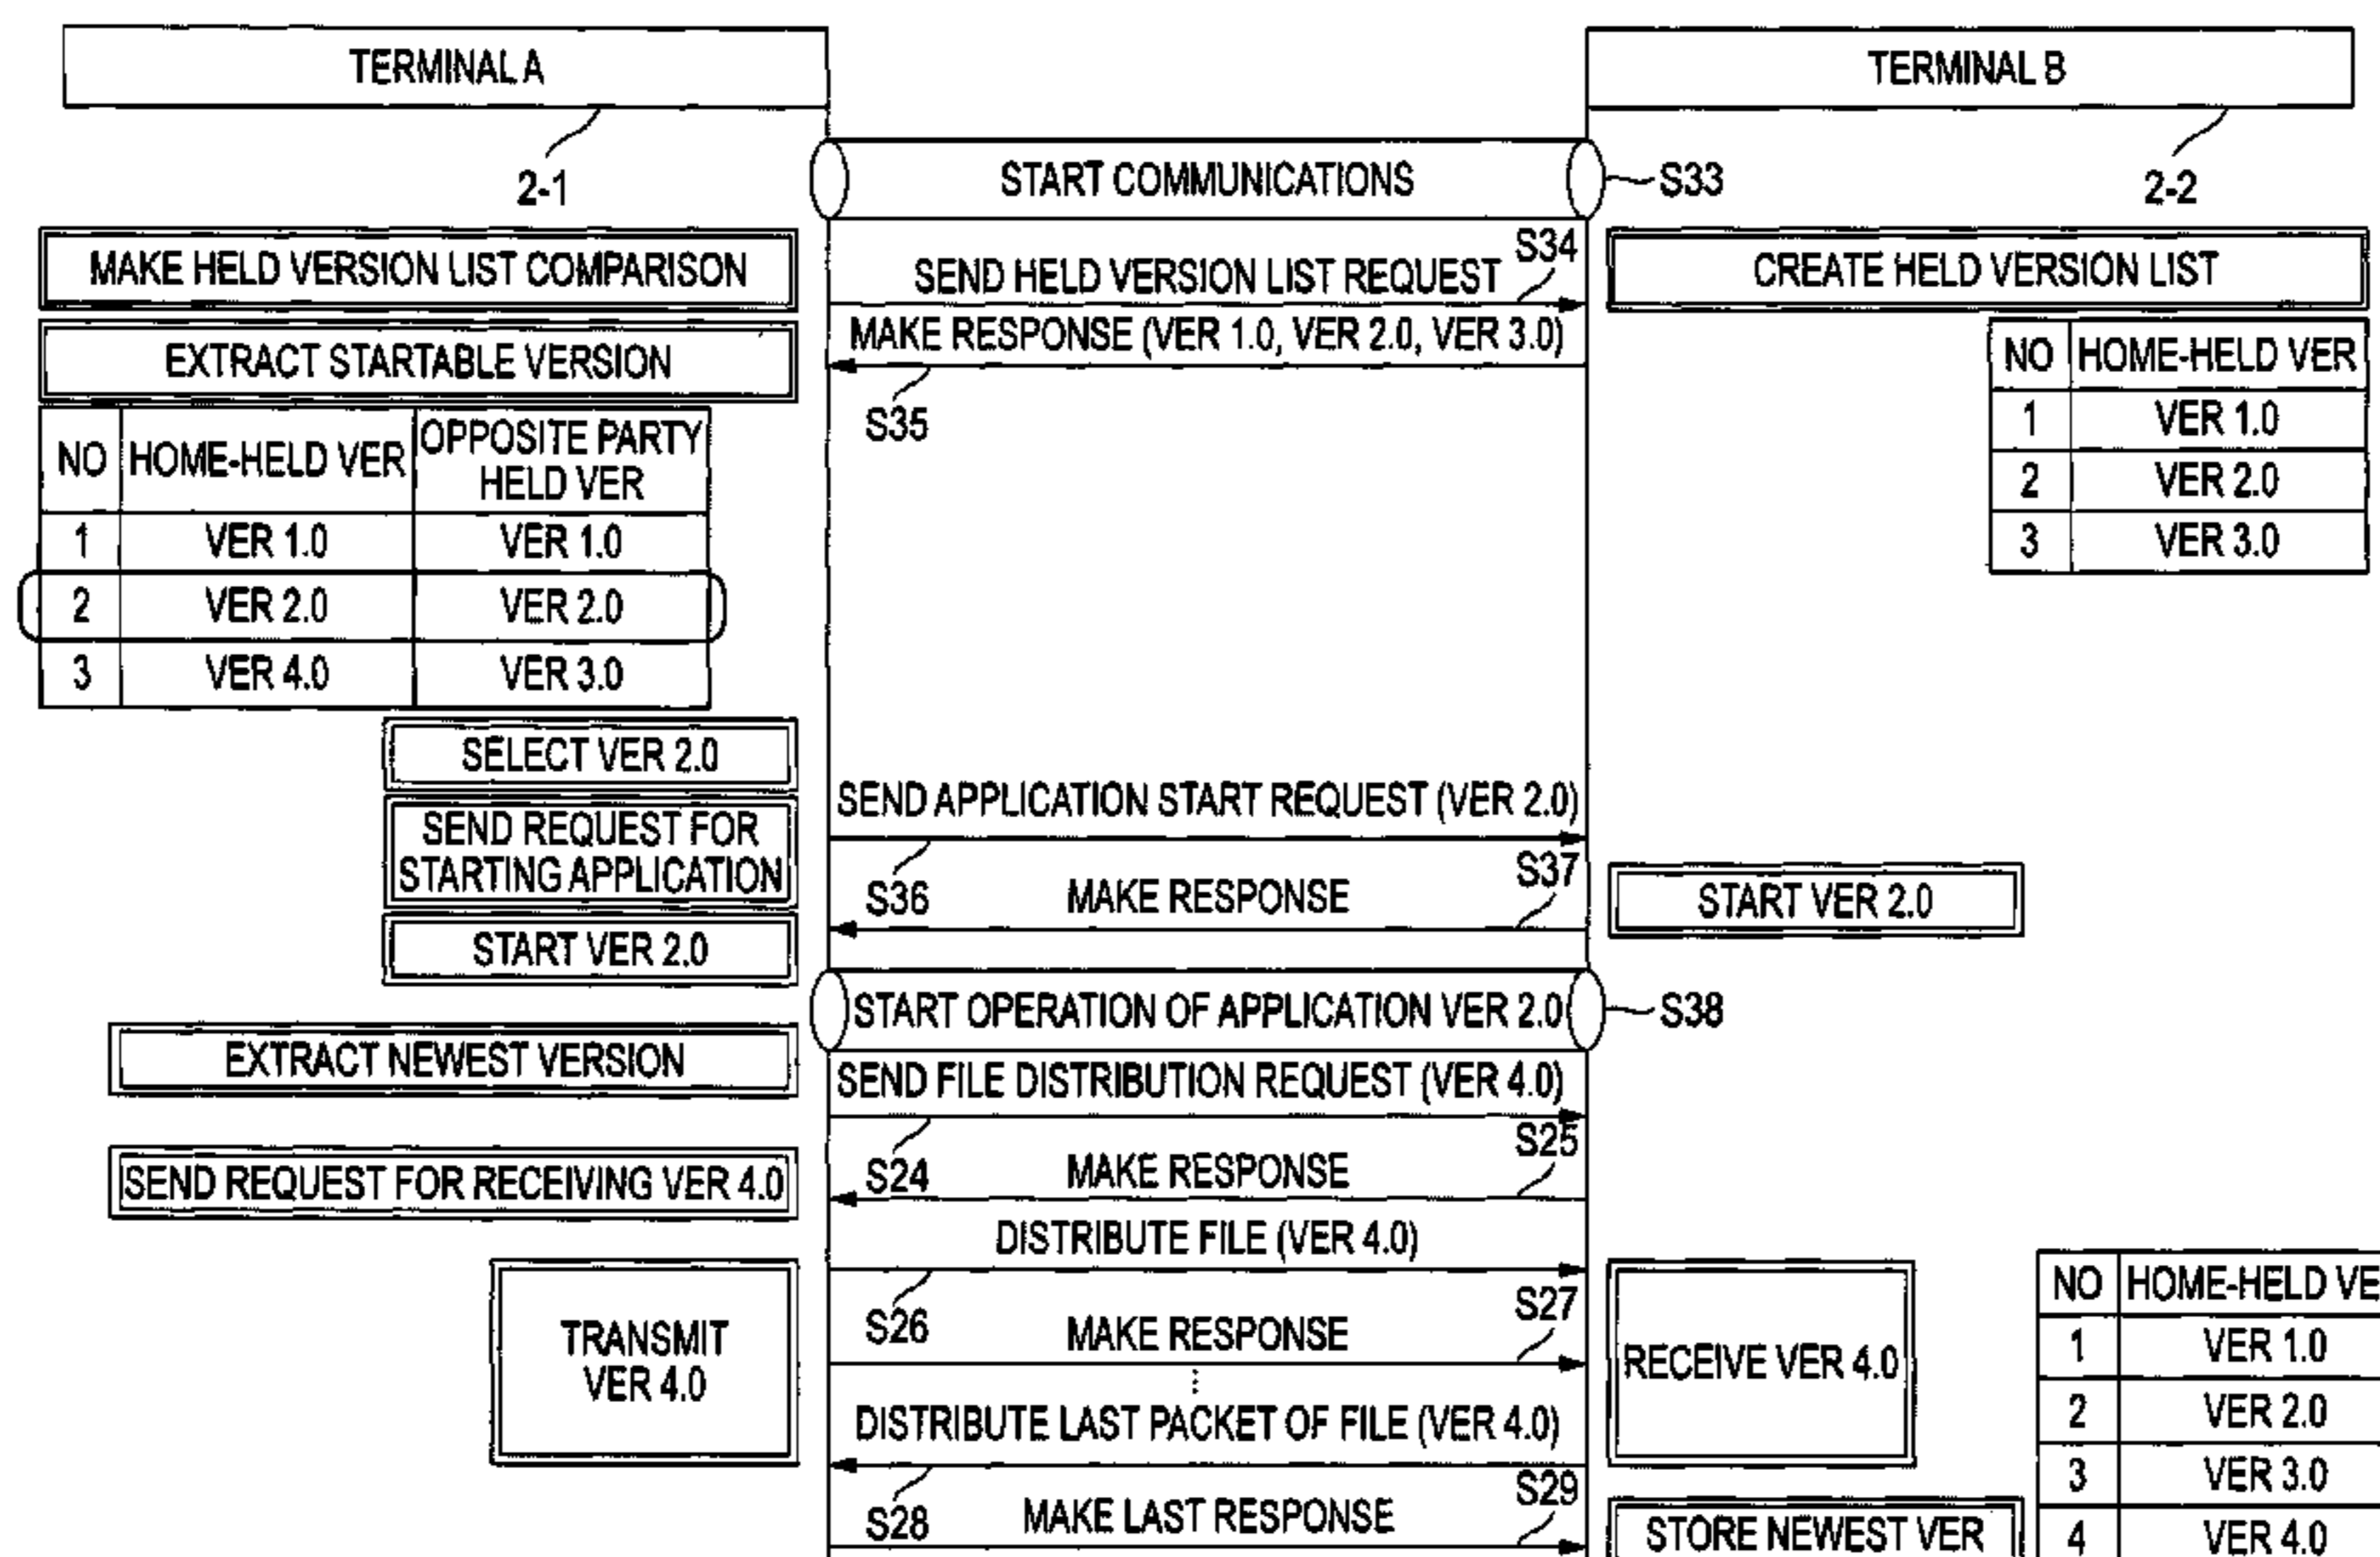 TERMINAL A
TERMINAL B
2-1
START COMMUNICATIONS
S33
2-2
MAKE HELD VERSION LIST COMPARISON
SEND HELD VERSION LIST REQUEST
S34
CREATE HELD VERSION LIST
EXTRACT STARTABLE VERSION
MAKE RESPONSE (VER 1.0, VER 2.0, VER 3.0)
S35
NO HOME-HELD VER
1 VER 1.0
2 VER 2.0
3 VER 3.0
NO HOME-HELD VER OPPOSITE PARTY
HELD VER
1 VER 1.0 VER 1.0
2 VER 2.0 VER 2.0
3 VER 4.0 VER 3.0
SELECT VER 2.0
SEND REQUEST FOR
STARTING APPLICATION
SEND APPLICATION START REQUEST (VER 2.0)
S36
MAKE RESPONSE
S37
START VER 2.0
START VER 2.0
START OPERATION OF APPLICATION VER 2.0
S38
EXTRACT NEWEST VERSION
SEND FILE DISTRIBUTION REQUEST (VER 4.0)
S24
SEND REQUEST FOR RECEIVING VER 4.0
MAKE RESPONSE
S25
DISTRIBUTE FILE (VER 4.0)
S26
TRANSMIT
VER 4.0
MAKE RESPONSE
S27
RECEIVE VER 4.0
DISTRIBUTE LAST PACKET OF FILE (VER 4.0)
S28
MAKE LAST RESPONSE
S29
STORE NEWEST VER
NO HOME-HELD VE
1 VER 1.0
2 VER 2.0
3 VER 3.0
4 VER 4.0